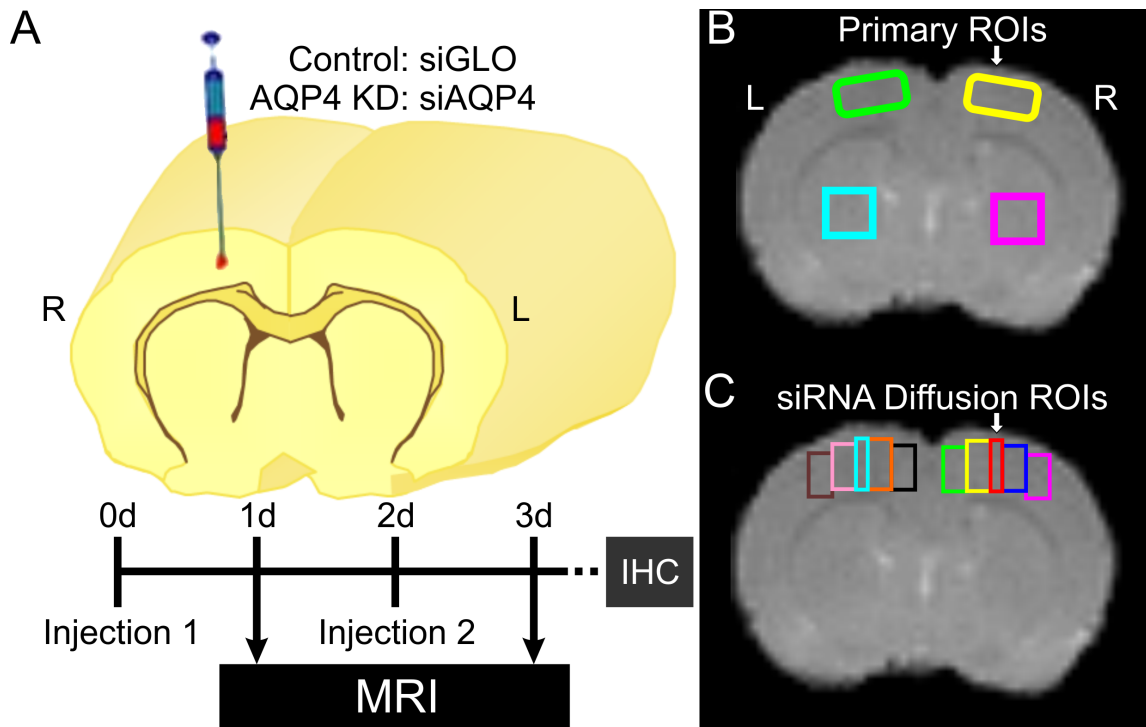 A
Control: siGLO
AQP4 KD: siAQP4
R
L
0d
1d
2d
3d
IHC
Injection 1
Injection 2
MRI
B
Primary ROIs
L
R
C
siRNA Diffusion ROIs